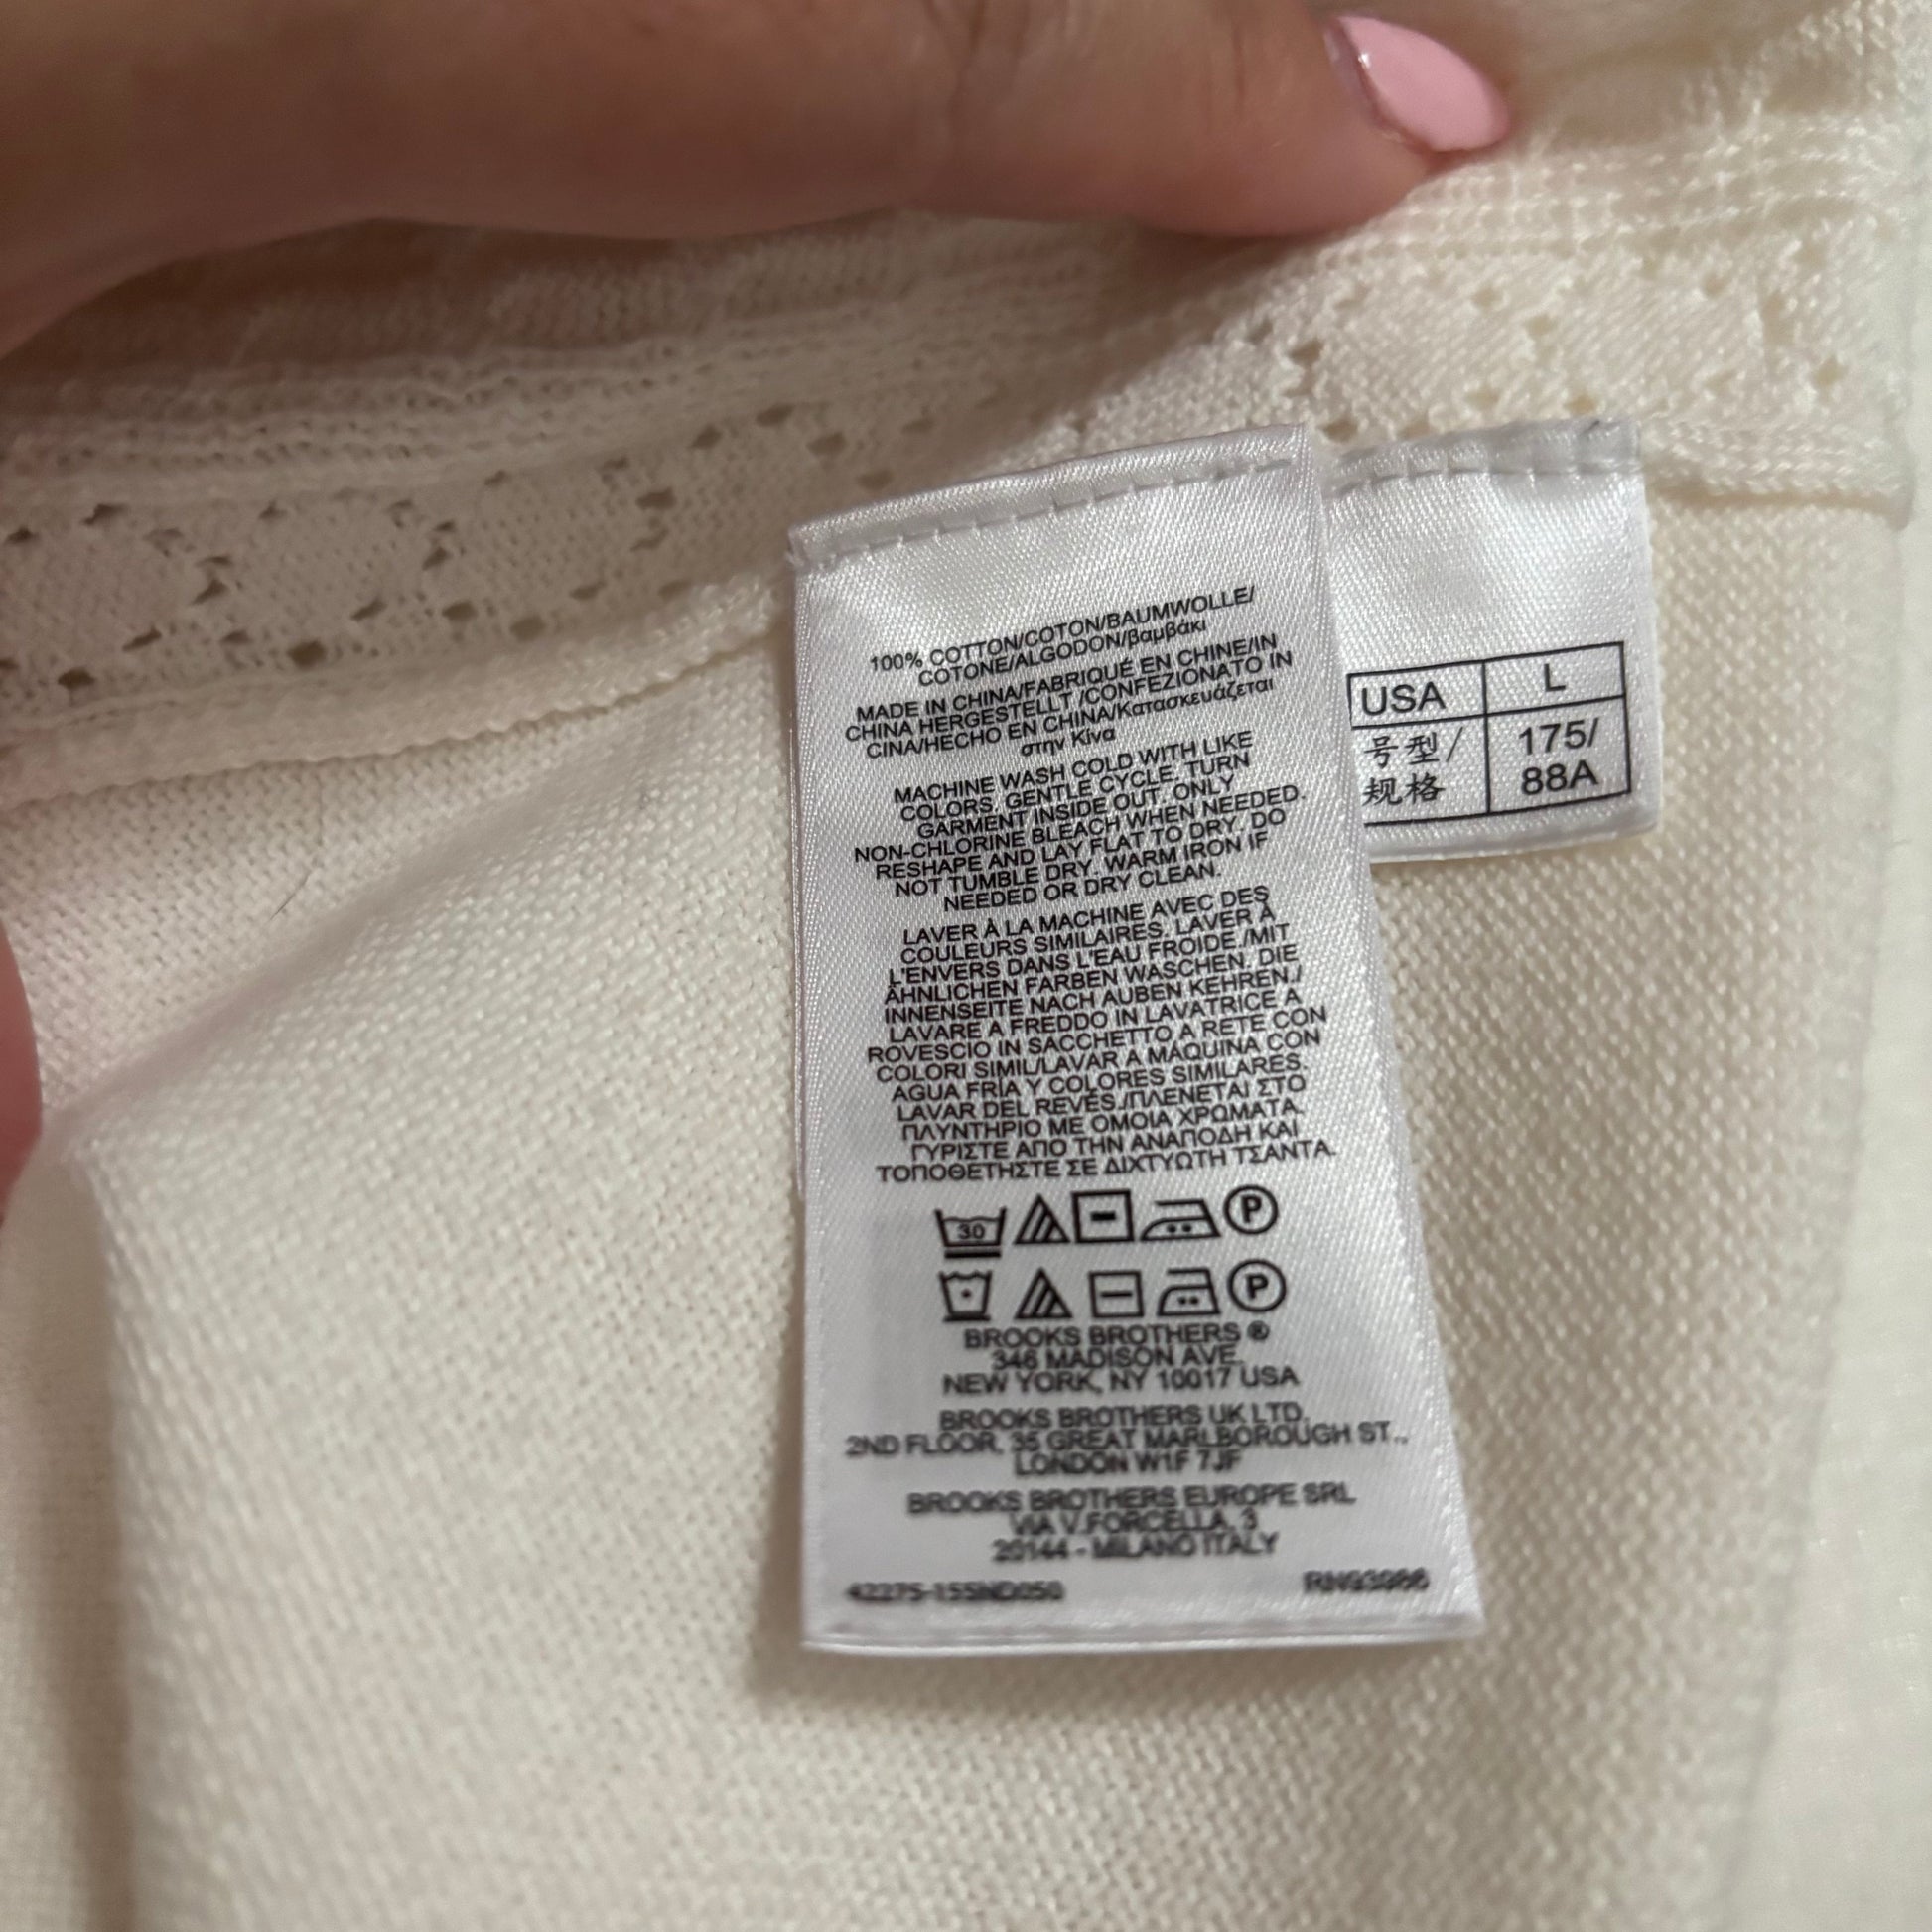 100% COTTON/COTON/BAUMWOLLE/
COTONE/ALGODON/βαμβάκι
MADE IN CHINA/FABRIQUÉ EN CHINE/IN
CHINA HERGESTELLT /CONFEZIONATO IN
CINA/HECHO EN CHINA/Κατασκευάζεται
στην Κίνα
MACHINE WASH COLD WITH LIKE
COLORS, GENTLE CYCLE, TURN
GARMENT INSIDE OUT, ONLY
NON-CHLORINE BLEACH WHEN NEEDED.
RESHAPE AND LAY FLAT TO DRY, DO
NOT TUMBLE DRY, WARM IRON IF
NEEDED OR DRY CLEAN.
LAVER À LA MACHINE AVEC DES
COULEURS SIMILAIRES, LAVER À
L'ENVERS DANS L'EAU FROIDE./MIT
ÄHNLICHEN FARBEN WASCHEN, DIE
INNENSEITE NACH AUBEN KEHREN./
LAVARE A FREDDO IN LAVATRICE A
ROVESCIO IN SACCHETTO A RETE CON
COLORI SIMIL/LAVAR A MÁQUINA CON
AGUA FRÍA Y COLORES SIMILARES.
LAVAR DEL REVÉS./ΠΛΕΝΕΤΑΙ ΣΤΟ
ΠΛΥΝΤΗΡΙΟ ΜΕ ΟΜΟΙΑ ΧΡΩΜΑΤΑ.
ΓΥΡΙΣΤΕ ΑΠΟ ΤΗΝ ΑΝΑΠΟΔΗ ΚΑΙ
ΤΟΠΟΘΕΤΗΣΤΕ ΣΕ ΔΙΧΤΥΩΤΗ ΤΣΑΝΤΑ.
30 P
P
BROOKS BROTHERS ®
346 MADISON AVE.
NEW YORK, NY 10017 USA
BROOKS BROTHERS UK LTD.
2ND FLOOR, 35 GREAT MARLBOROUGH ST.,
LONDON W1F 7JF
BROOKS BROTHERS EUROPE SRL
VIA V.FORCELLA, 3
20144 - MILANO ITALY
42275-155ND050 RN93986
USA L
号型/ 175/
规格 88A